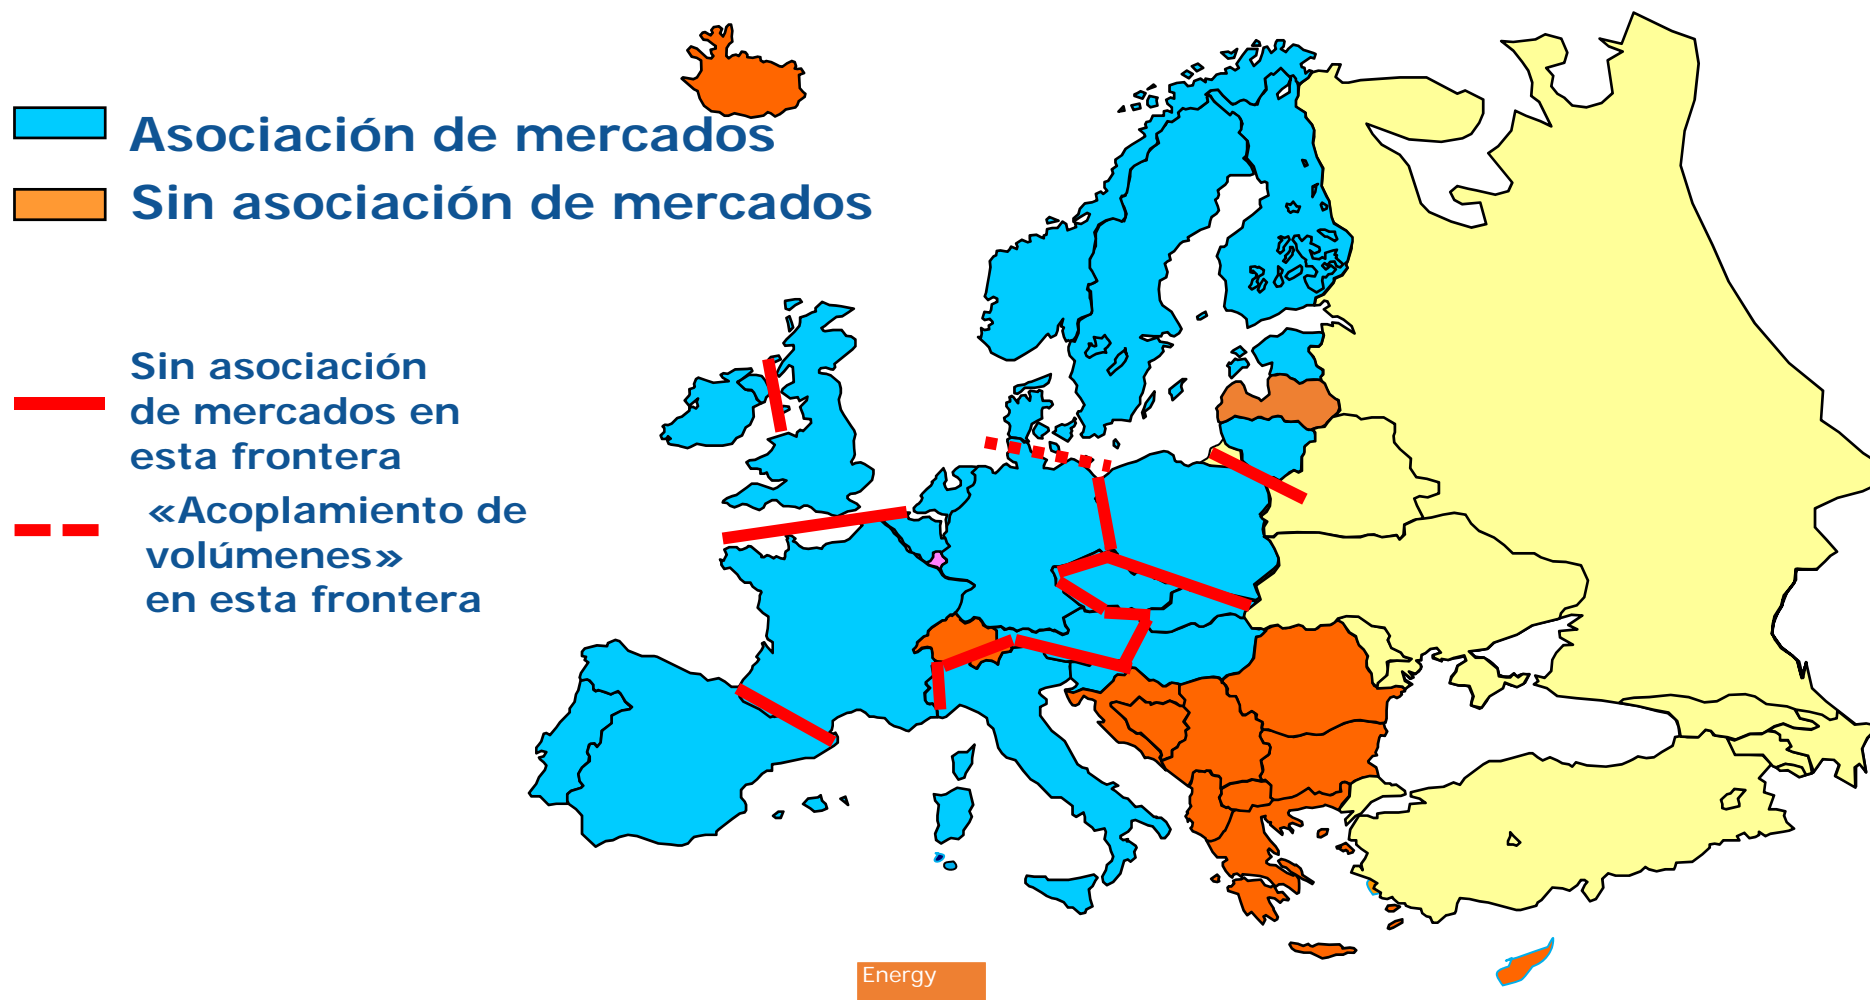 Asociación de mercados
Sin asociación de mercados
Sin asociación
de mercados en
esta frontera
«Acoplamiento de
volúmenes»
en esta frontera
Energy